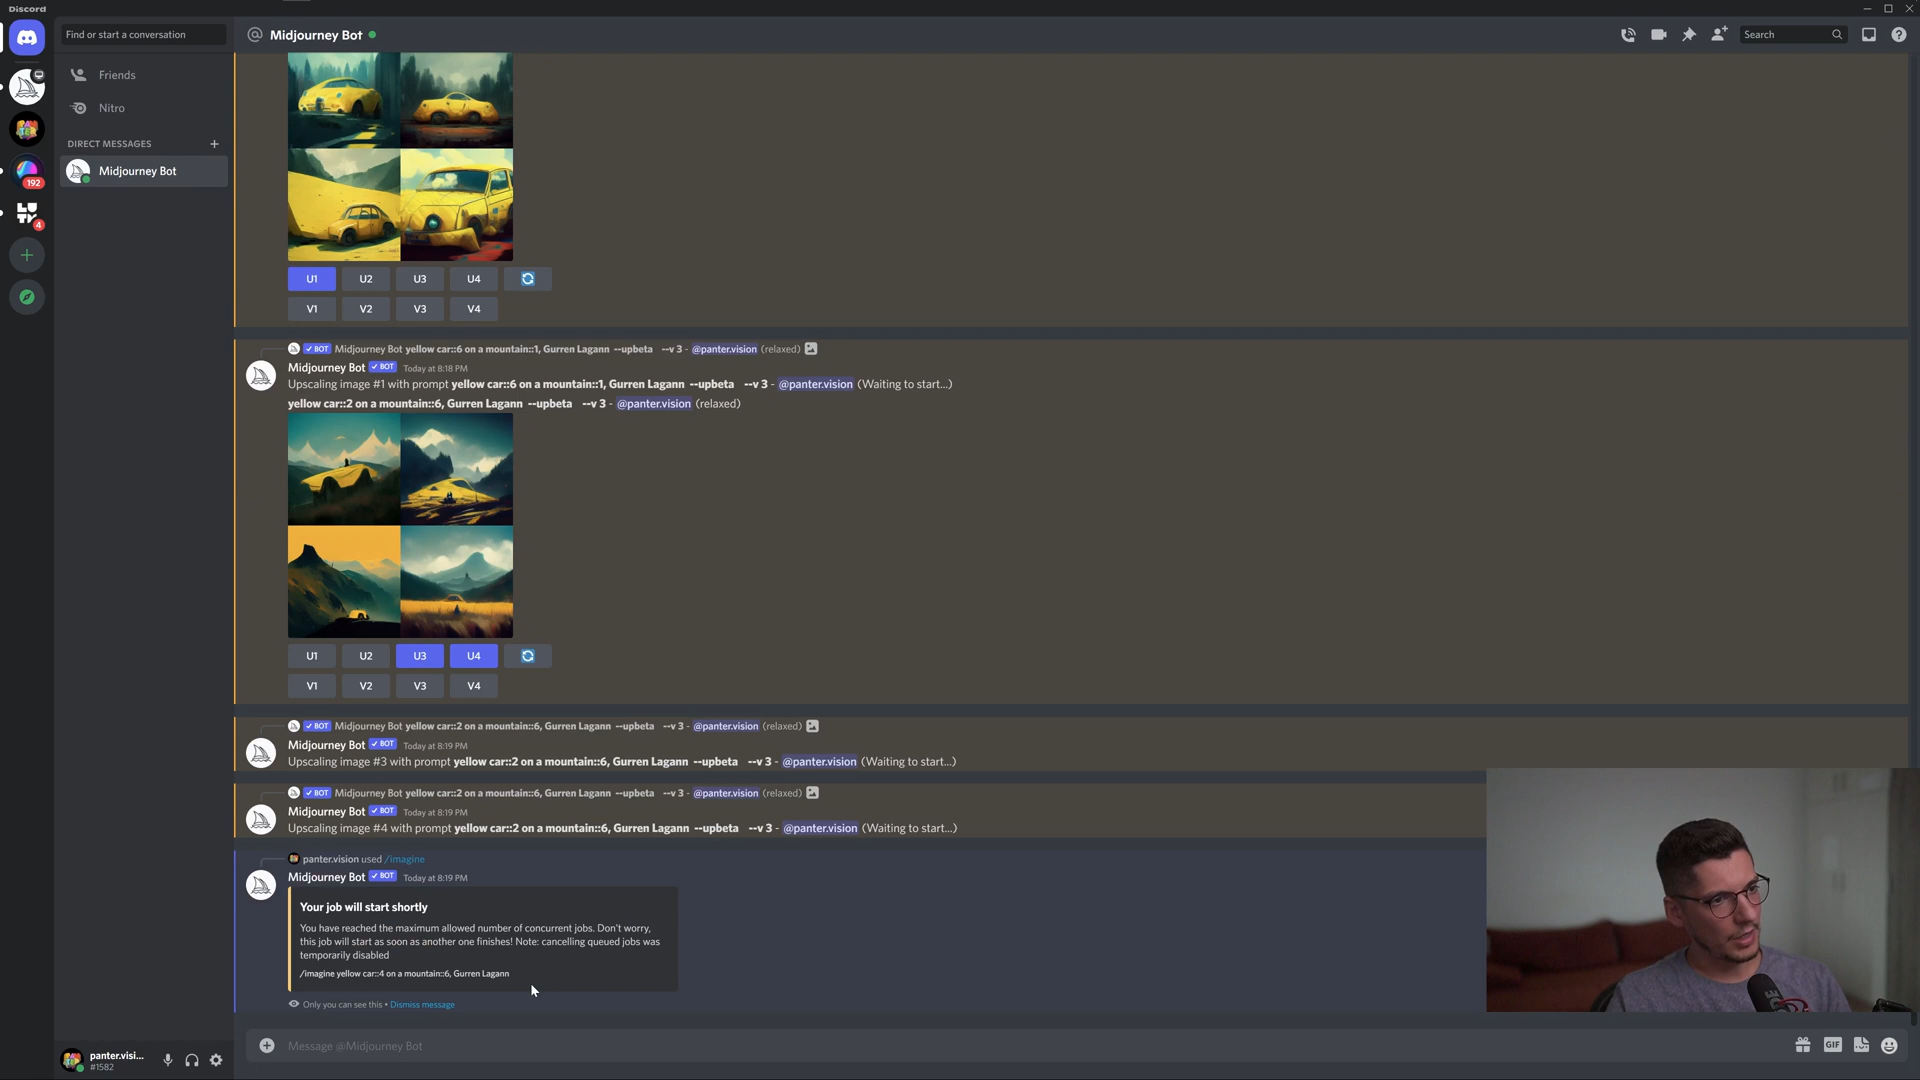 Discord
Find or start a conversation
Midjourney Bot
Search
Friends
Nitro
DIRECT MESSAGES
Midjourney Bot
192
4
U1 U2 U3 U4
V1 V2 V3 V4
BOT Midjourney Bot yellow car::6 on a mountain::1, Gurren Lagann --upbeta --v 3 - @panter.vision (relaxed)
Midjourney Bot BOT Today at 8:18 PM
Upscaling image #1 with prompt yellow car::6 on a mountain::1, Gurren Lagann --upbeta --v 3 - @panter.vision (Waiting to start...)
yellow car::2 on a mountain::6, Gurren Lagann --upbeta --v 3 - @panter.vision (relaxed)
U1 U2 U3 U4
V1 V2 V3 V4
BOT Midjourney Bot yellow car::2 on a mountain::6, Gurren Lagann --upbeta --v 3 - @panter.vision (relaxed)
Midjourney Bot BOT Today at 8:19 PM
Upscaling image #3 with prompt yellow car::2 on a mountain::6, Gurren Lagann --upbeta --v 3 - @panter.vision (Waiting to start...)
BOT Midjourney Bot yellow car::2 on a mountain::6, Gurren Lagann --upbeta --v 3 - @panter.vision (relaxed)
Midjourney Bot BOT Today at 8:19 PM
Upscaling image #4 with prompt yellow car::2 on a mountain::6, Gurren Lagann --upbeta --v 3 - @panter.vision (Waiting to start...)
panter.vision used /imagine
Midjourney Bot BOT Today at 8:19 PM
Your job will start shortly
You have reached the maximum allowed number of concurrent jobs. Don't worry,
this job will start as soon as another one finishes! Note: cancelling queued jobs was
temporarily disabled
/imagine yellow car::4 on a mountain::6, Gurren Lagann
Only you can see this • Dismiss message
Message @Midjourney Bot
GIF
panter.visi...
#1582